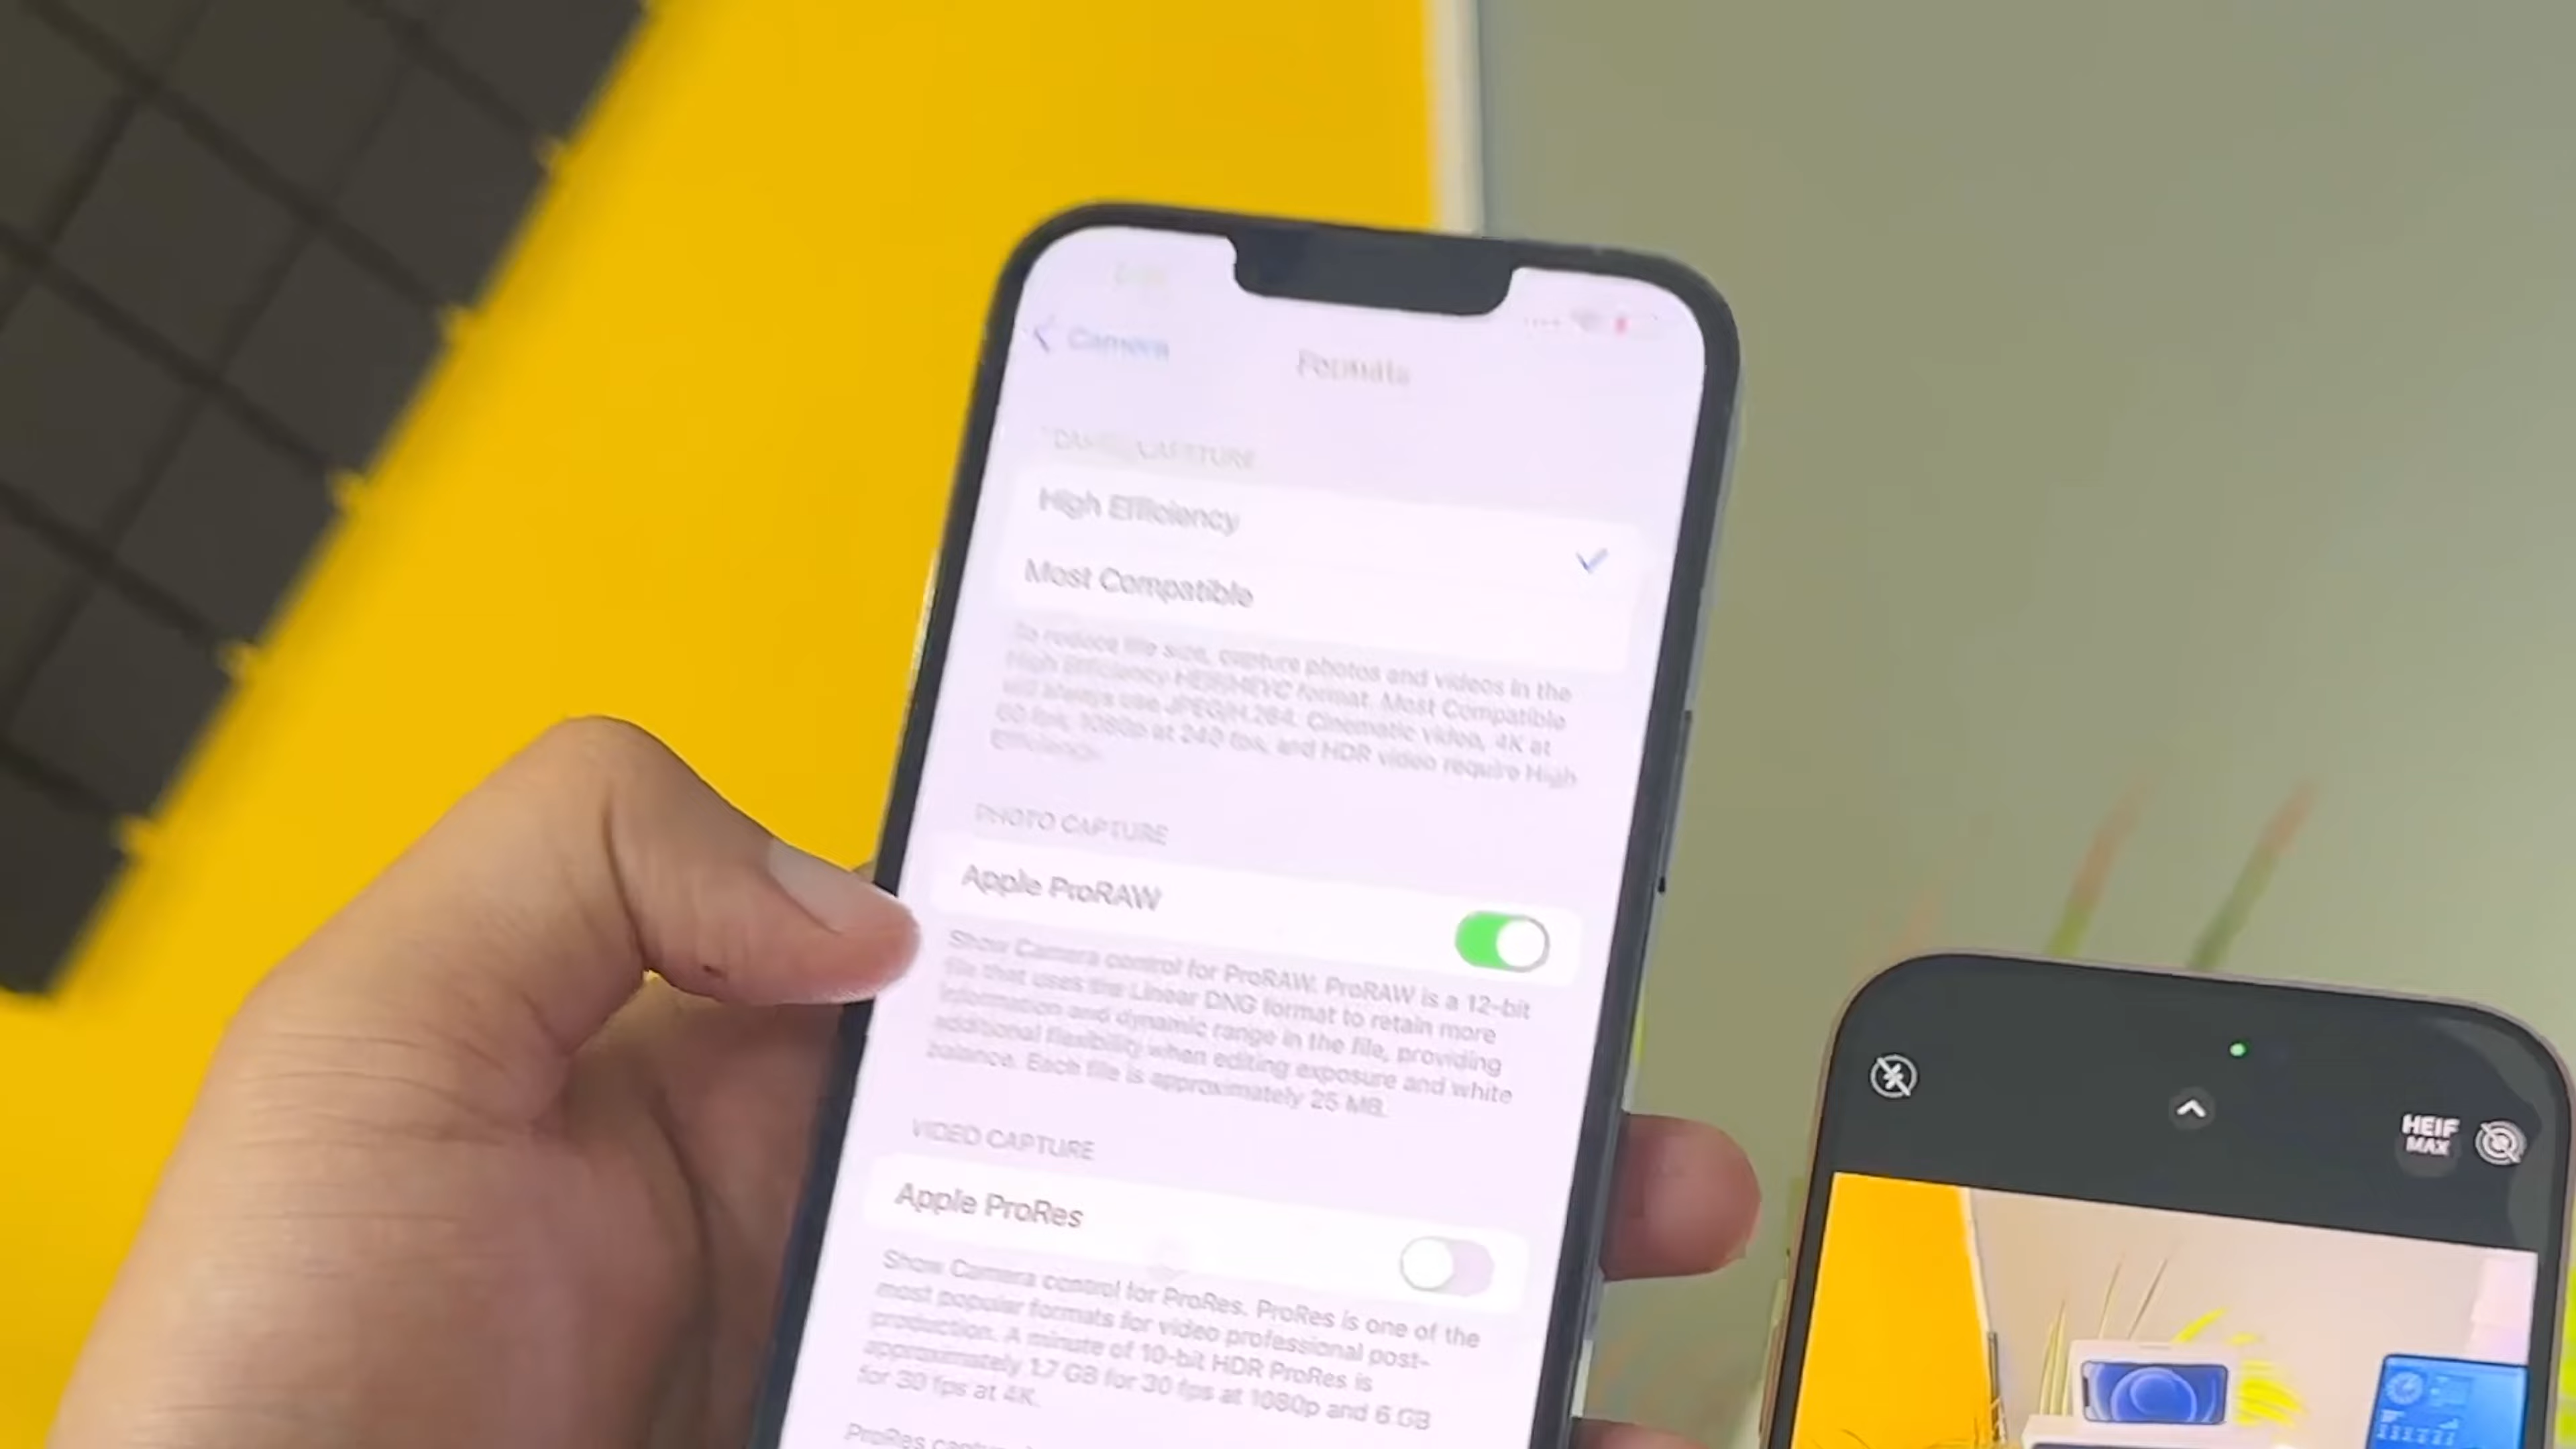 Camera
Formats
CAPTURE
High Efficiency
Most Compatible
To reduce file size, capture photos and videos in the
High Efficiency HEIF/HEVC format. Most Compatible
will always use JPEG/H.264. Cinematic video, 4K at
60 fps, 1080p at 240 fps, and HDR video require High
Efficiency.
PHOTO CAPTURE
Apple ProRAW
Show Camera control for ProRAW. ProRAW is a 12-bit
file that uses the Linear DNG format to retain more
information and dynamic range in the file, providing
additional flexibility when editing exposure and white
balance. Each file is approximately 25 MB.
VIDEO CAPTURE
Apple ProRes
Show Camera control for ProRes. ProRes is one of the
most popular formats for video professional post-
production. A minute of 10-bit HDR ProRes is
approximately 1.7 GB for 30 fps at 1080p and 6 GB
for 30 fps at 4K.
ProRes
HEIF
MAX